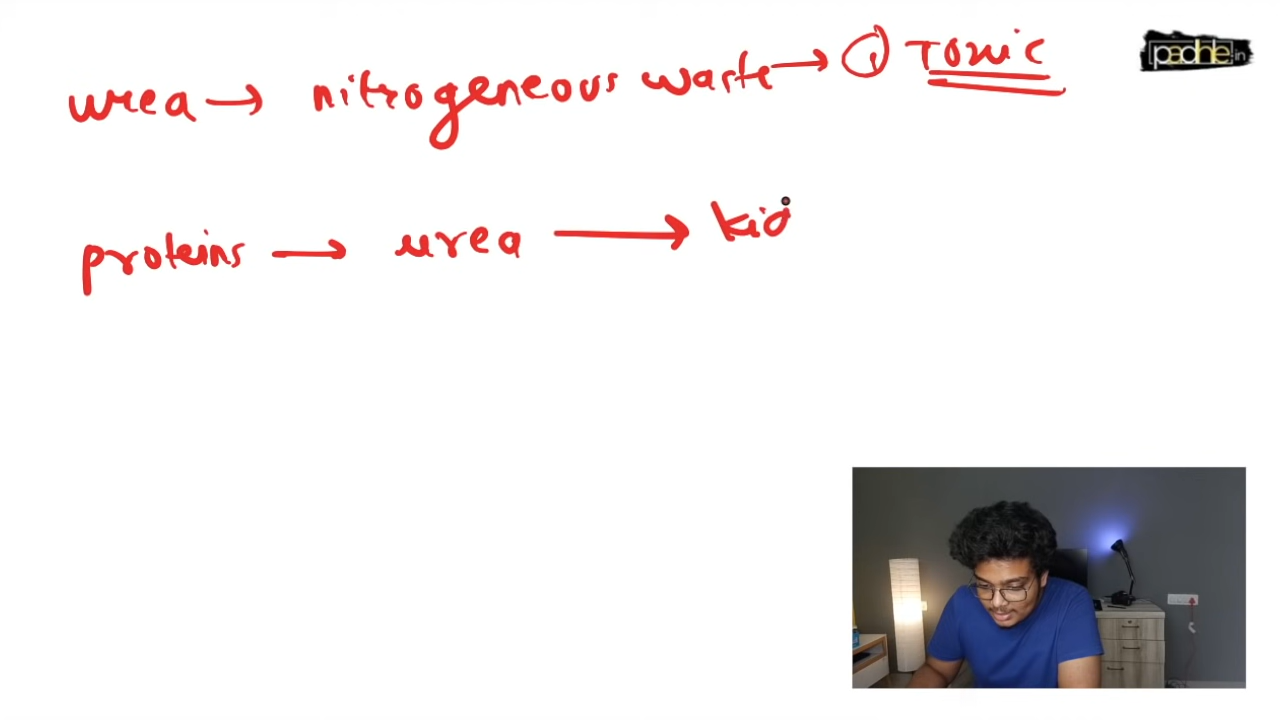 urea → nitrogeneous waste → ① Toxic
padhle.in
proteins → urea → kid